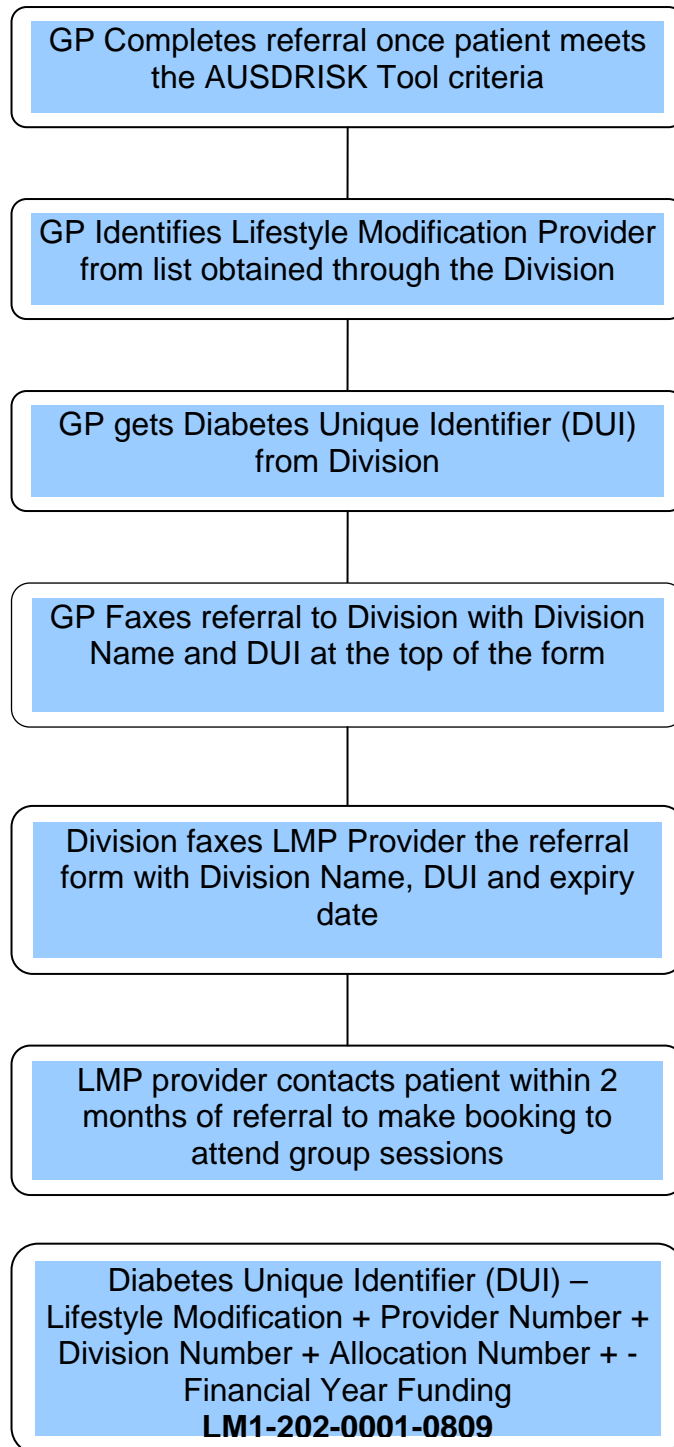 GP Completes referral once patient meets
the AUSDRISK Tool criteria
GP Identifies Lifestyle Modification Provider
from list obtained through the Division
GP gets Diabetes Unique Identifier (DUI)
from Division
GP Faxes referral to Division with Division
Name and DUI at the top of the form
Division faxes LMP Provider the referral
form with Division Name, DUI and expiry
date
LMP provider contacts patient within 2
months of referral to make booking to
attend group sessions
Diabetes Unique Identifier (DUI) –
Lifestyle Modification + Provider Number +
Division Number + Allocation Number + -
Financial Year Funding
LM1-202-0001-0809